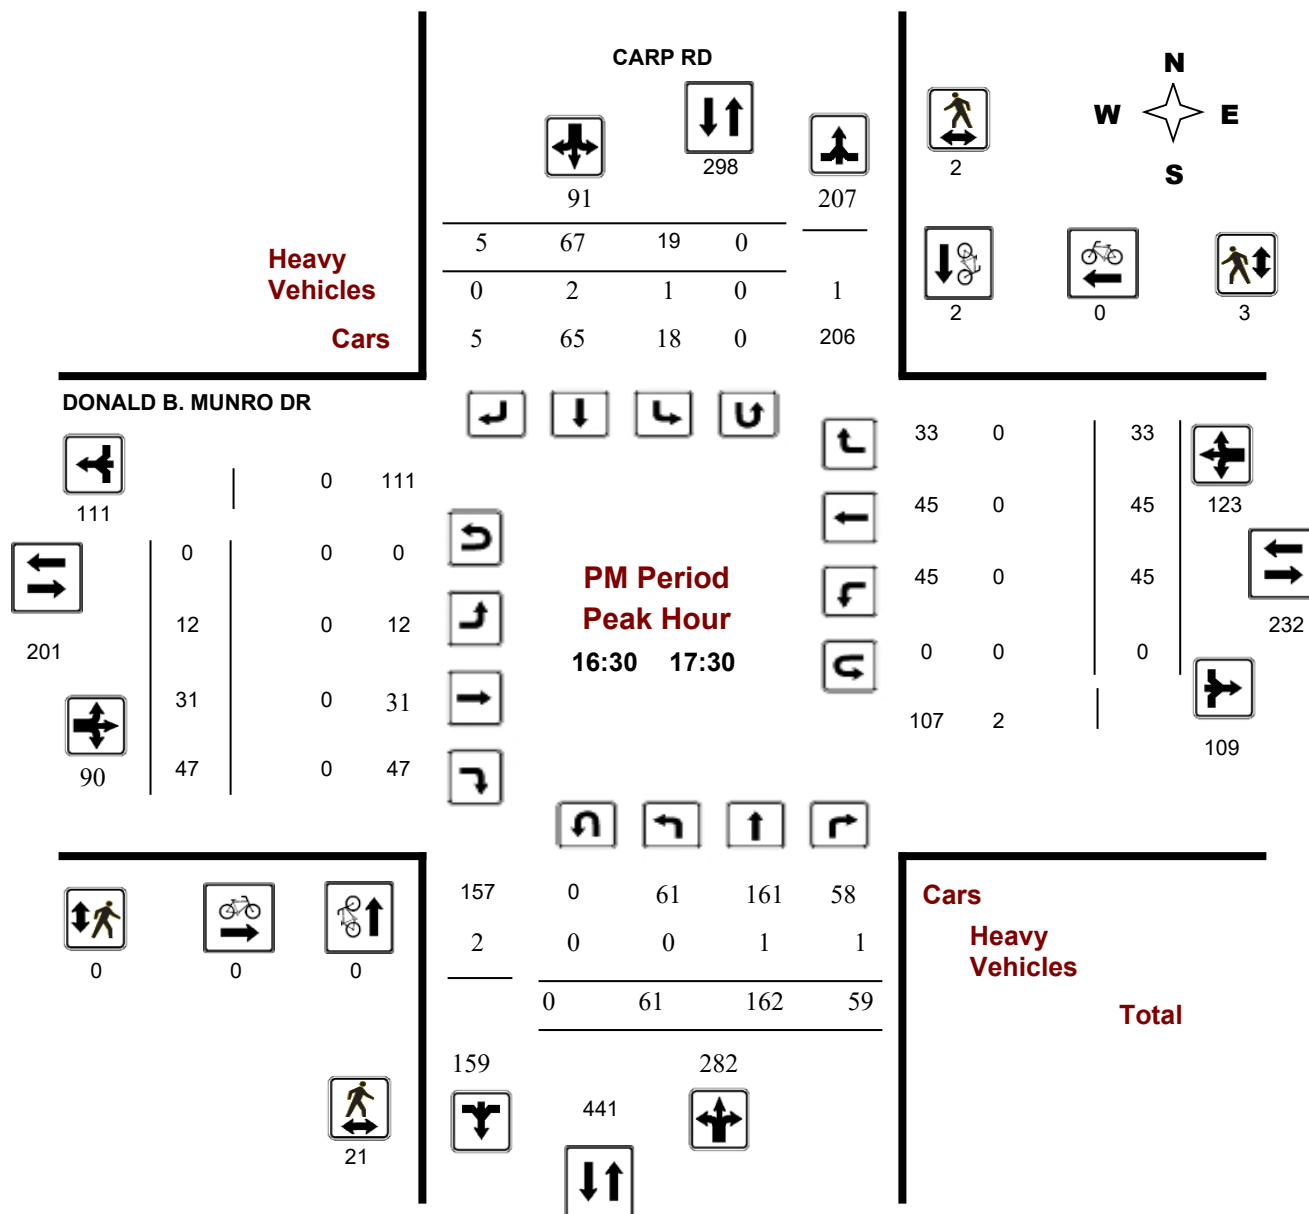 CARP RD
N
W E
S
298
2
91 207
5 67 19 0
Heavy
Vehicles
0 2 1 0 1
2 0 3
Cars
5 65 18 0 206
DONALD B. MUNRO DR
33 0 33
0 111
111
45 0 45 123
0 0 0
PM Period
45 0 45
Peak Hour
12 0 12
232
201
16:30 17:30
0 0 0
31 0 31
107 2
109
90
47 0 47
157 0 61 161 58
Cars
2 0 0 1 1
Heavy
Vehicles
0 0 0
0 61 162 59
Total
159 282
441
21